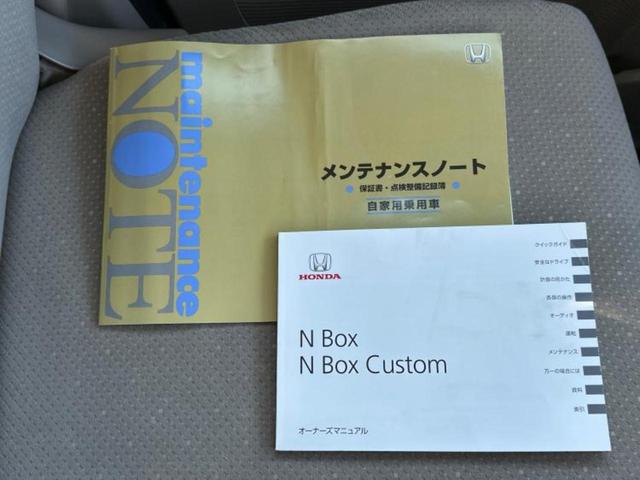 maintenance
NOTE
メンテナンスノート
保証書・点検整備記録簿
自家用乗用車
HONDA
N Box
N Box Custom
オーナーズマニュアル
クイックガイド
安全なドライブ
計器の見かた
各部の操作
オーディオ
運転
メンテナンス
万一の場合には
資料
索引